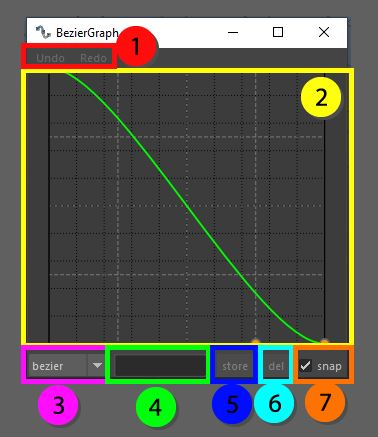 BezierGraph
1
Undo Redo
2
bezier store del snap
3 4 5 6 7